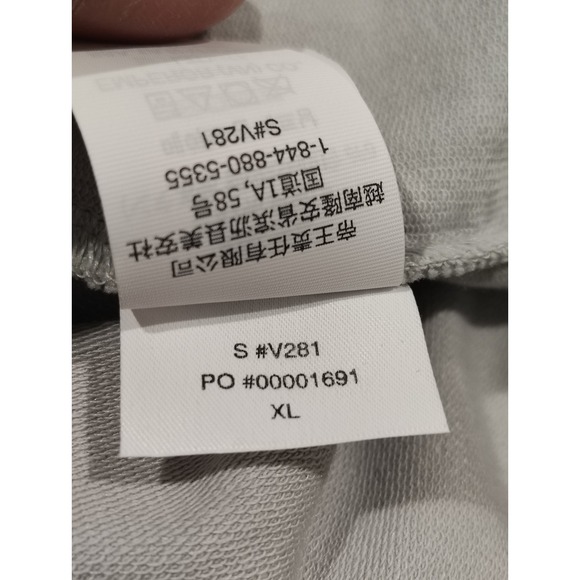 帝王责任有限公司
越南隆安省滨沥县美安社
国道1A, 58号
1-844-880-5355
S#V281
S #V281
PO #00001691
XL